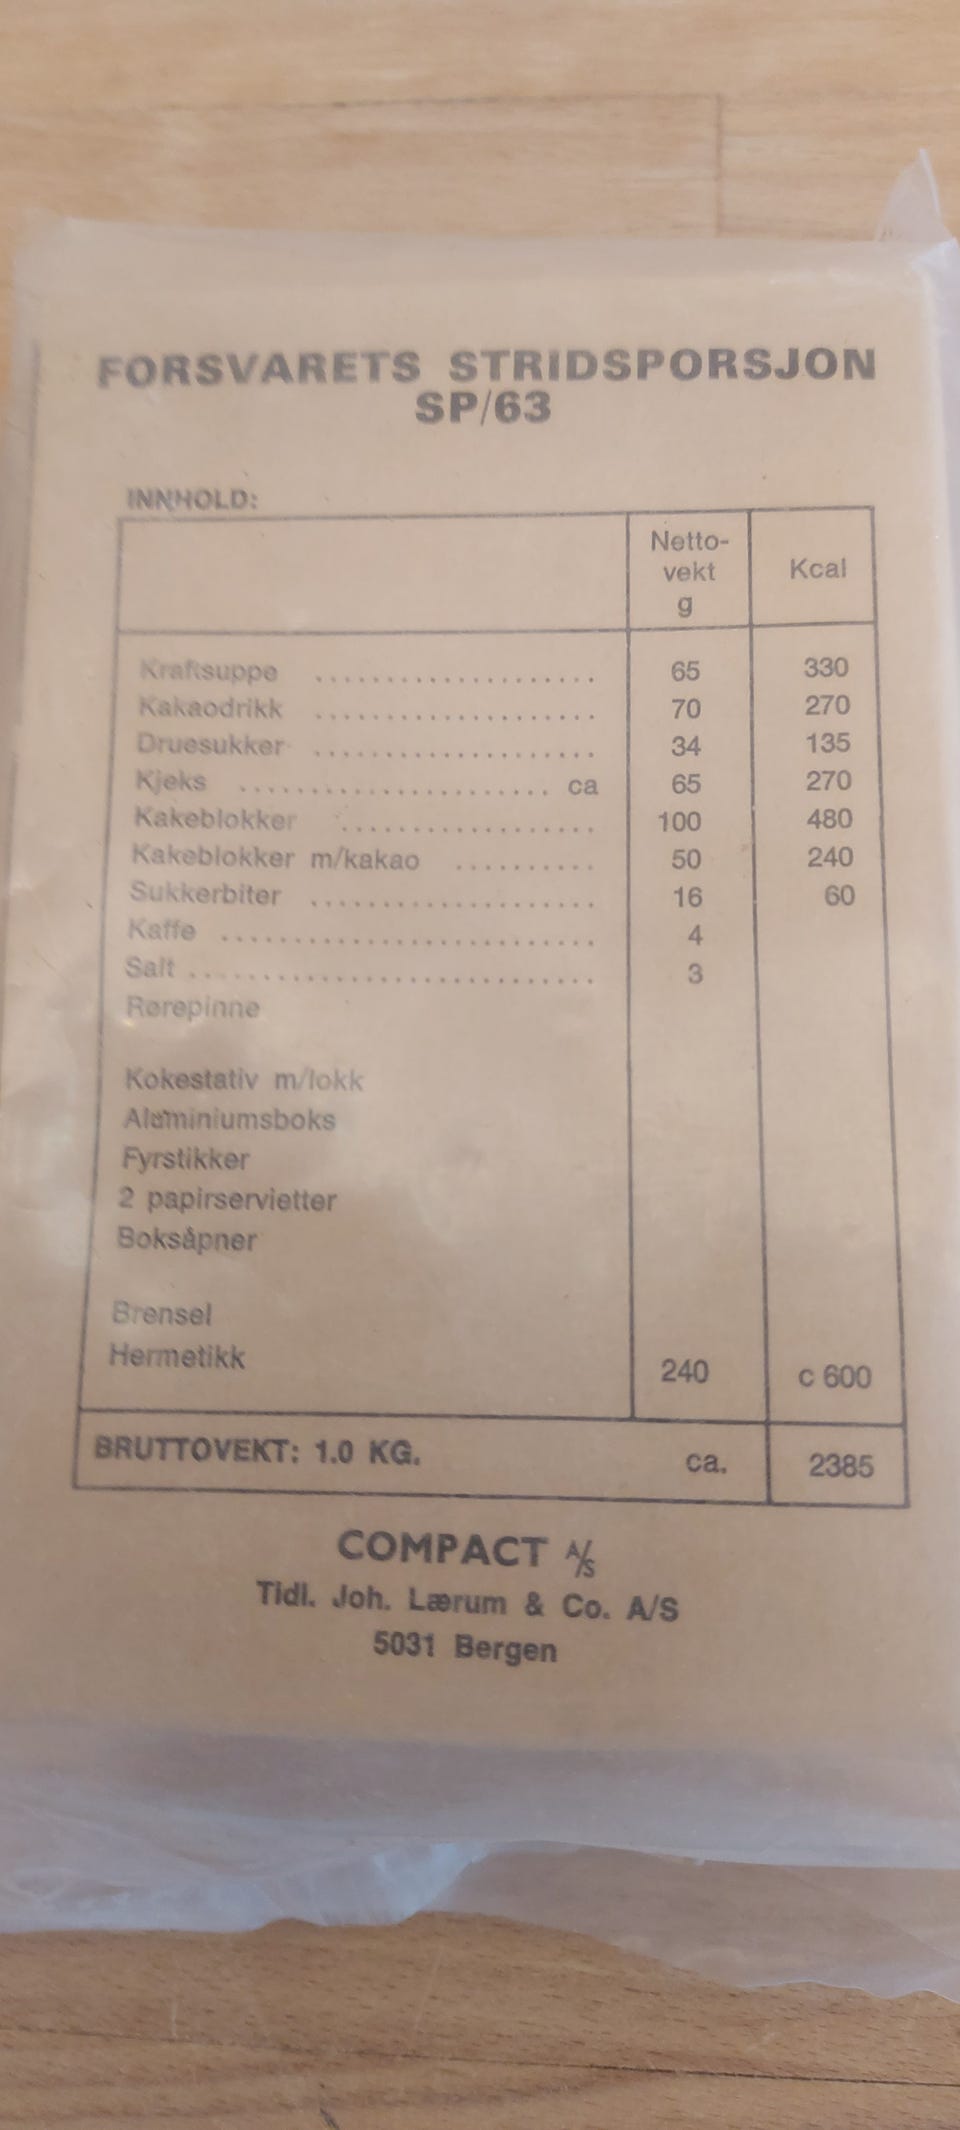 FORSVARETS STRIDSPORSJON
SP/63
INNHOLD:
Netto-
vekt
g
Kcal
Kraftsuppe ..................... 65 330
Kakaodrikk ..................... 70 270
Druesukker ..................... 34 135
Kjeks ....................... ca 65 270
Kakeblokker ................... 100 480
Kakeblokker m/kakao .......... 50 240
Sukkerbiter ..................... 16 60
Kaffe ........................... 4
Salt ............................. 3
Rørepinne
Kokestativ m/lokk
Aluminiumsboks
Fyrstikker
2 papirservietter
Boksåpner
Brensel
Hermetikk 240 c 600
BRUTTOVEKT: 1.0 KG. ca. 2385
COMPACT A/S
Tidl. Joh. Lærum & Co. A/S
5031 Bergen